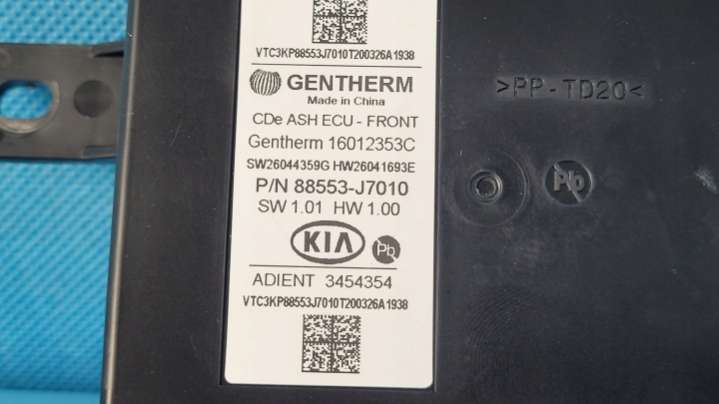 VTC3KP88553J7010T200326A1938
GENTHERM
Made in China
CDe ASH ECU - FRONT
Gentherm 16012353C
SW26044359G HW26041693E
P/N 88553-J7010
SW 1.01 HW 1.00
KIA Pb
ADIENT 3454354
VTC3KP88553J7010T200326A1938
>PP-TD20<
Pb